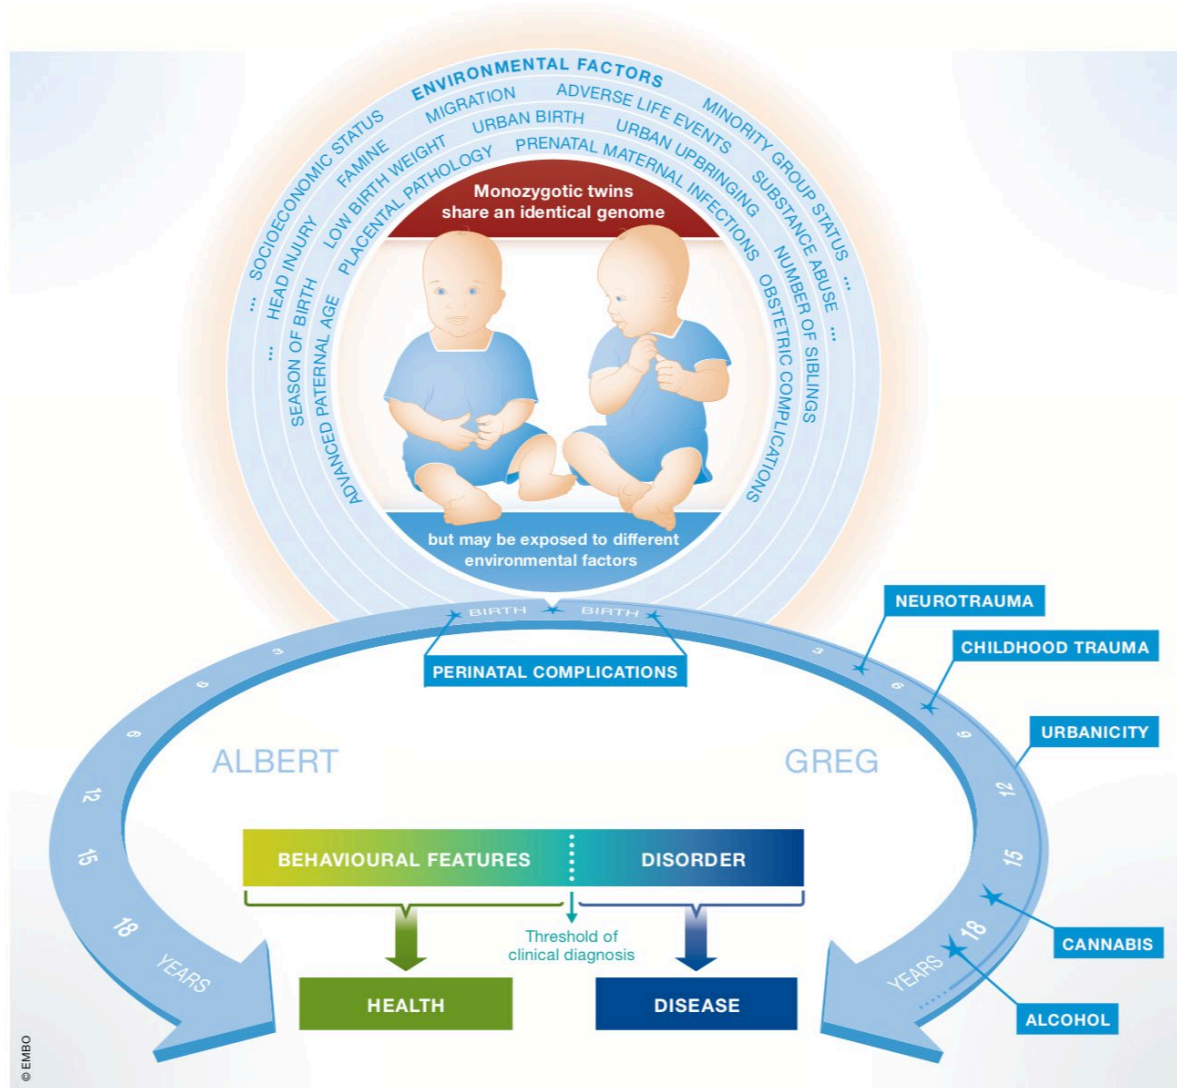 ENVIRONMENTAL FACTORS
... SOCIOECONOMIC STATUS
MINORITY GROUP STATUS ...
... HEAD INJURY FAMINE MIGRATION ADVERSE LIFE EVENTS SUBSTANCE ABUSE ...
SEASON OF BIRTH LOW BIRTH WEIGHT URBAN BIRTH URBAN UPBRINGING NUMBER OF SIBLINGS
ADVANCED PATERNAL AGE PLACENTAL PATHOLOGY PRENATAL MATERNAL INFECTIONS OBSTETRIC COMPLICATIONS
Monozygotic twins
share an identical genome
but may be exposed to different
environmental factors
BIRTH BIRTH
PERINATAL COMPLICATIONS
3
6
9
12
15
18
YEARS
ALBERT
3
6
9
12
15
18
YEARS
GREG
NEUROTRAUMA
CHILDHOOD TRAUMA
URBANICITY
CANNABIS
ALCOHOL
BEHAVIOURAL FEATURES
DISORDER
Threshold of
clinical diagnosis
HEALTH
DISEASE
© EMBO